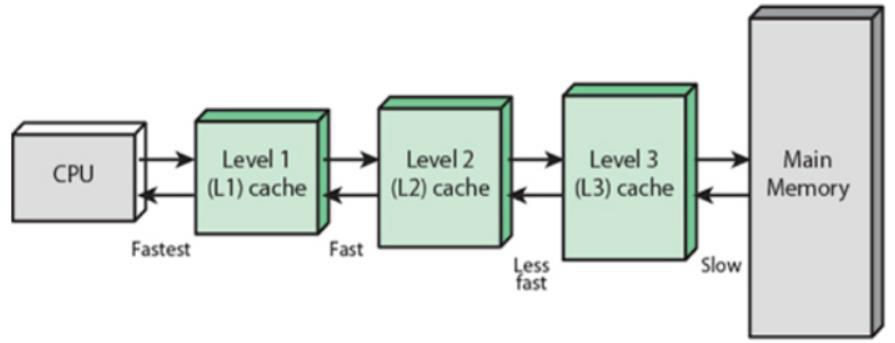 CPU
Level 1
(L1) cache
Level 2
(L2) cache
Level 3
(L3) cache
Main
Memory
Fastest
Fast
Less
fast
Slow